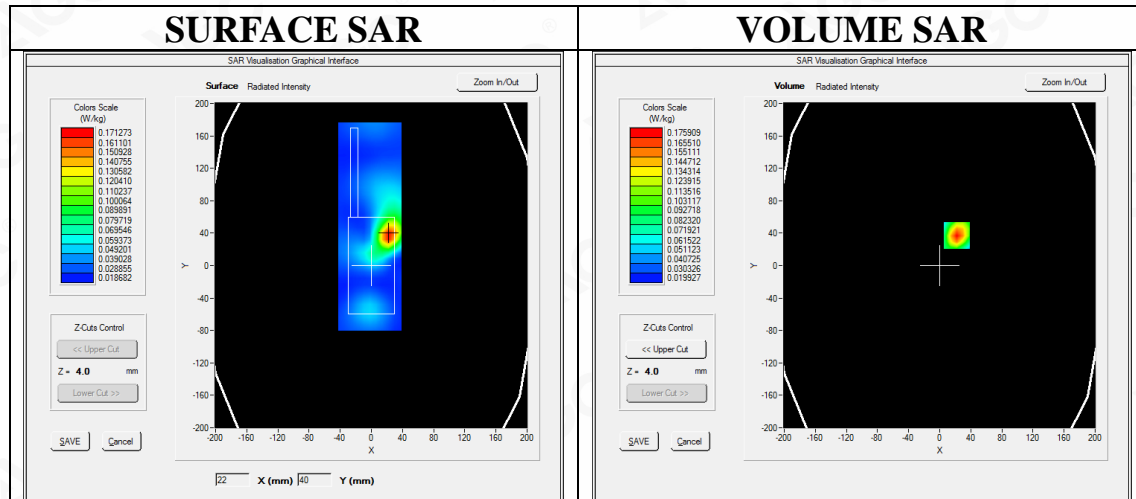 SURFACE SAR
VOLUME SAR
SAR Visualisation Graphical Interface
Surface Radiated Intensity
Zoom In/Out
Colors Scale
(W/kg)
0.171273
0.161101
0.150928
0.140755
0.130582
0.120410
0.110237
0.100064
0.089891
0.079719
0.069546
0.059373
0.049201
0.039028
0.028855
0.018682
200
160
120
80
40
0
-40
-80
-120
-160
-200
Y
-200 -160 -120 -80 -40 0 40 80 120 160 200
X
Z-Cuts Control
<< Upper Cut
Z = 4.0 mm
Lower Cut >>
SAVE Cancel
22 X (mm) 40 Y (mm)
SAR Visualisation Graphical Interface
Volume Radiated Intensity
Zoom In/Out
Colors Scale
(W/kg)
0.175909
0.165510
0.155111
0.144712
0.134314
0.123915
0.113516
0.103117
0.092718
0.082320
0.071921
0.061522
0.051123
0.040725
0.030326
0.019927
200
160
120
80
40
0
-40
-80
-120
-160
-200
Y
-200 -160 -120 -80 -40 0 40 80 120 160 200
X
Z-Cuts Control
<< Upper Cut
Z = 4.0 mm
Lower Cut >>
SAVE Cancel